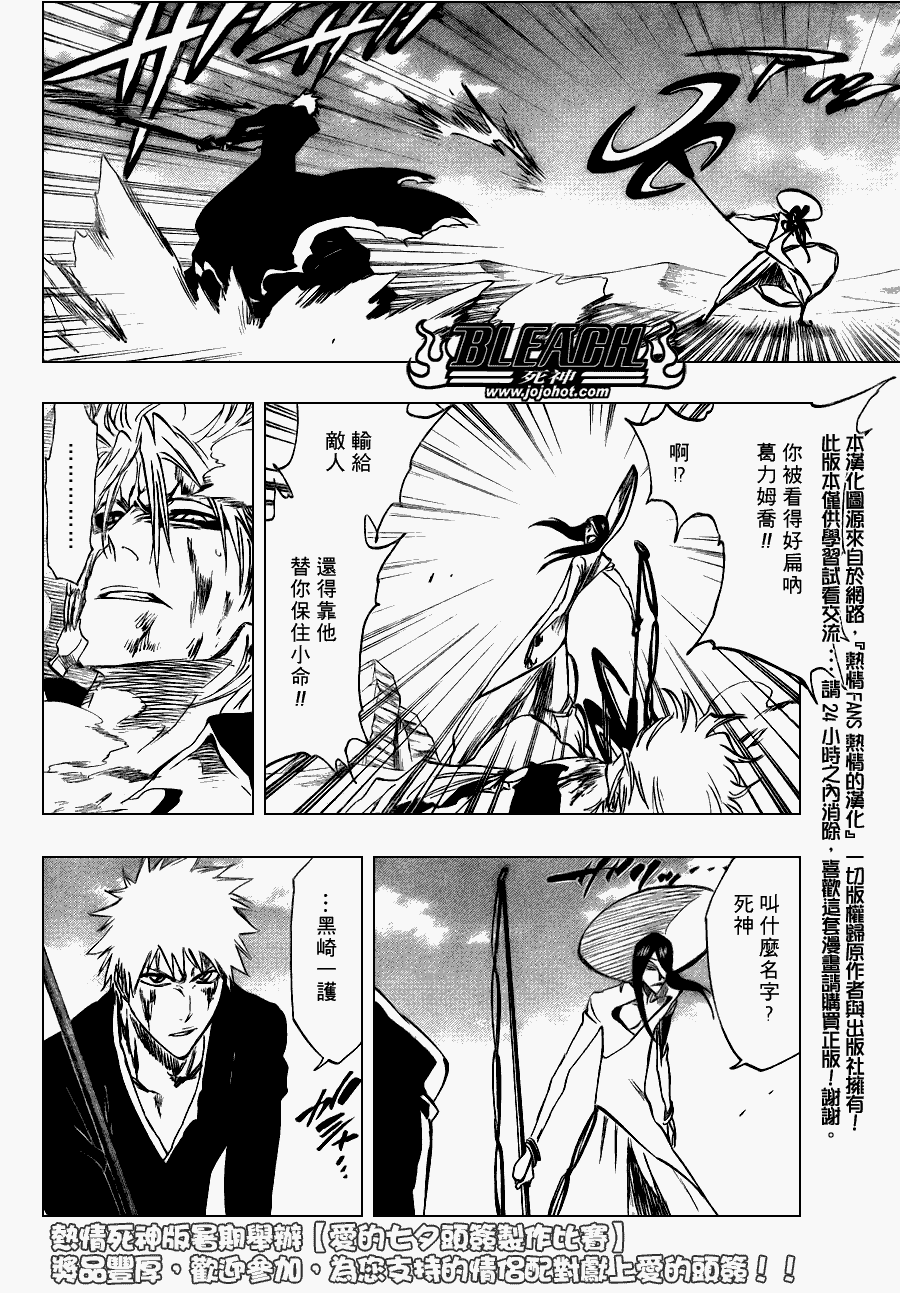 BLEACH
死神
www.jojohot.com
你被看得好扁吶
葛力姆喬!!
啊!?
輸給
敵人
還得靠他
替你保住小命!!
…………
叫什麼名字?
死神
…黑崎一護
本漢化圖源來自於網路，『熱情FANS熱情的漢化』一切版權歸原作者與出版社擁有！
此版本僅供學習試看交流……請24小時之內消除，喜歡這套漫畫請購買正版！謝謝。
熱情死神版暑期舉辦【愛的七夕頭簽製作比賽】
獎品豐厚，歡迎參加，為您支持的情侶配對獻上愛的頭簽！！